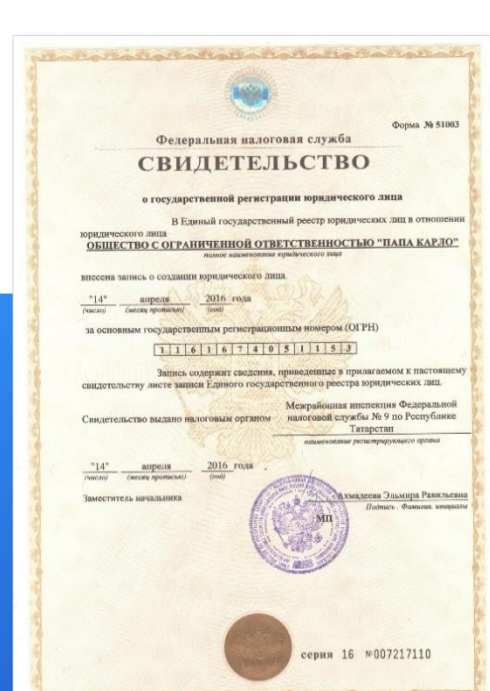 Форма № 51003
Федеральная налоговая служба
СВИДЕТЕЛЬСТВО
о государственной регистрации юридического лица
В Единый государственный реестр юридических лиц в отношении
юридического лица
ОБЩЕСТВО С ОГРАНИЧЕННОЙ ОТВЕТСТВЕННОСТЬЮ "ПАПА КАРЛО"
полное наименование юридического лица
внесена запись о создании юридического лица
"14" апреля 2016 года
(число) (месяц прописью) (год)
за основным государственным регистрационным номером (ОГРН)
1 1 6 1 6 7 4 0 5 1 1 5 3
Запись содержит сведения, приведенные в прилагаемом к настоящему
свидетельству листе записи Единого государственного реестра юридических лиц.
Свидетельство выдано налоговым органом
Межрайонная инспекция Федеральной
налоговой службы № 9 по Республике
Татарстан
наименование регистрирующего органа
"14" апреля 2016 года
(число) (месяц прописью) (год)
Заместитель начальника
Ахмадеева Эльмира Равильевна
Подпись, Фамилия, инициалы
МП
серия 16 №007217110